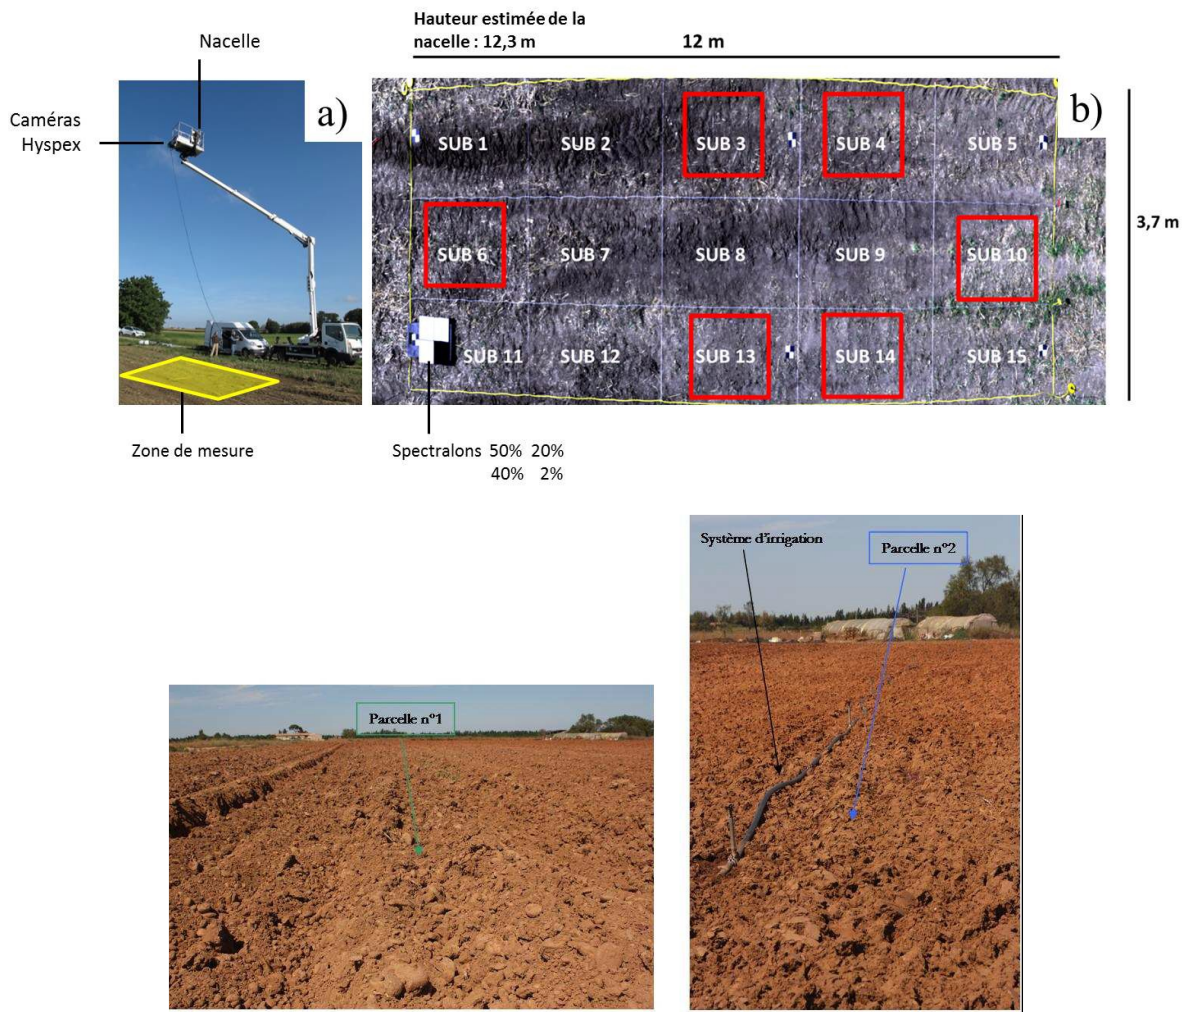 Hauteur estimée de la
nacelle : 12,3 m
12 m
Nacelle
Caméras
Hyspex
a)
b)
SUB 1
SUB 2
SUB 3
SUB 4
SUB 5
3,7 m
SUB 6
SUB 7
SUB 8
SUB 9
SUB 10
SUB 11
SUB 12
SUB 13
SUB 14
SUB 15
Zone de mesure
Spectralons 50% 20%
40% 2%
Système d'irrigation
Parcelle n°2
Parcelle n°1